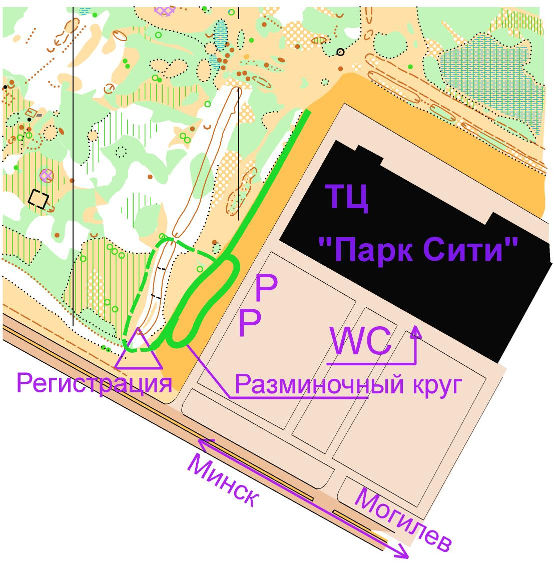 ТЦ
"Парк Сити"
Р
Р
WC
Регистрация
Разминочный круг
Минск
Могилев